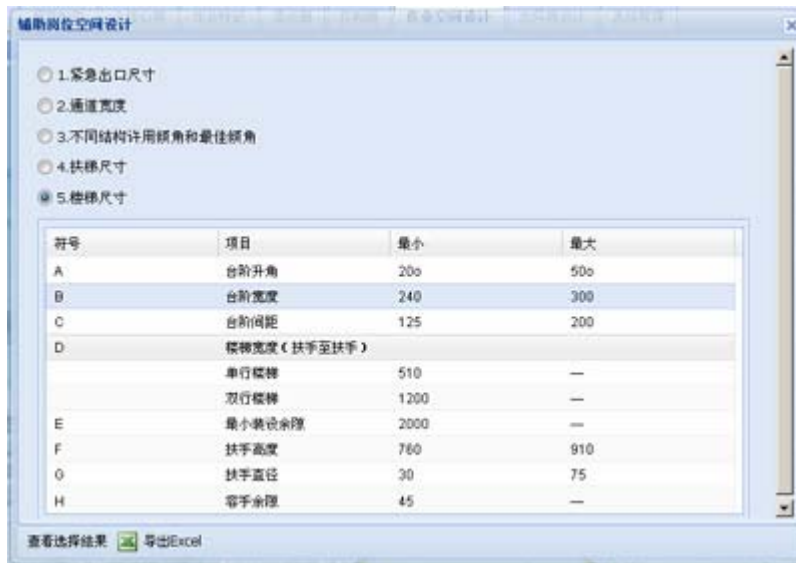 辅助岗位空间设计
1.紧急出口尺寸
2.通道宽度
3.不同结构许用倾角和最佳倾角
4.扶梯尺寸
5.楼梯尺寸
符号 项目 最小 最大
A 台阶升角 20o 50o
B 台阶宽度 240 300
C 台阶间距 125 200
D 楼梯宽度(扶手至扶手)
单行楼梯 510 —
双行楼梯 1200 —
E 最小装设余隙 2000 —
F 扶手高度 760 910
G 扶手直径 30 75
H 容手余隙 45 —
查看选择结果 导出Excel